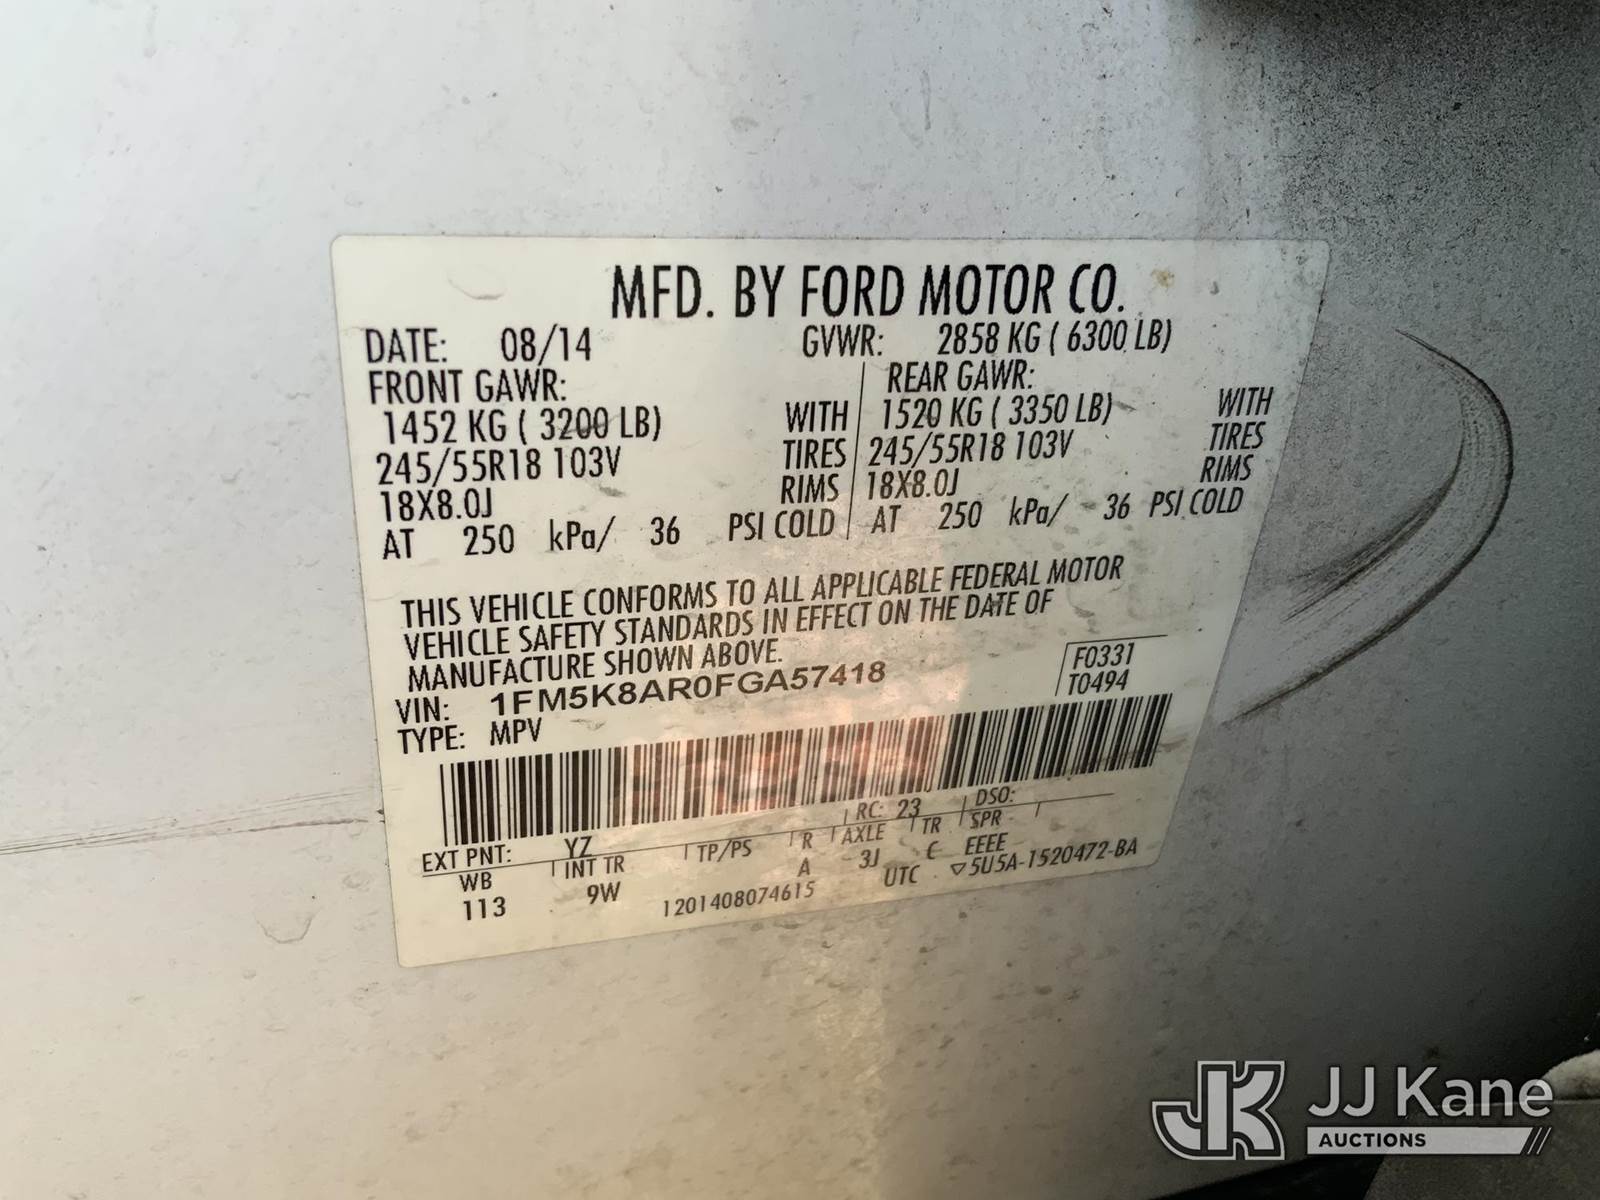 MFD. BY FORD MOTOR CO.
DATE: 08/14 GVWR: 2858 KG ( 6300 LB)
FRONT GAWR: REAR GAWR:
1452 KG ( 3200 LB) WITH 1520 KG ( 3350 LB) WITH
245/55R18 103V TIRES 245/55R18 103V TIRES
18X8.0J RIMS 18X8.0J RIMS
AT 250 kPa/ 36 PSI COLD AT 250 kPa/ 36 PSI COLD
THIS VEHICLE CONFORMS TO ALL APPLICABLE FEDERAL MOTOR
VEHICLE SAFETY STANDARDS IN EFFECT ON THE DATE OF
MANUFACTURE SHOWN ABOVE.
F0331
VIN: 1FM5K8AR0FGA57418 T0494
TYPE: MPV
EXT PNT: YZ RC: 23 DSO:
WB INT TR TP/PS R AXLE TR SPR
113 9W A 3J C EEEE
1201408074615 UTC ▽5U5A-1520472-BA
JK JJ Kane
AUCTIONS